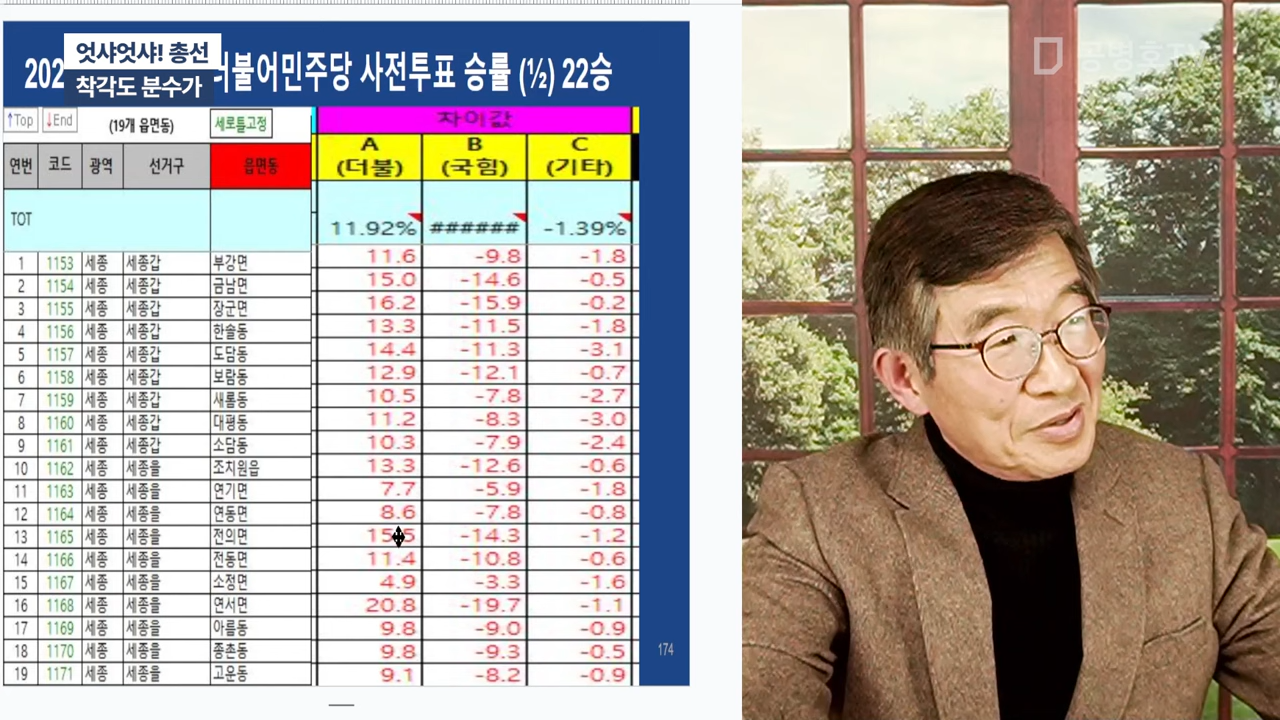 엇샤엇샤! 총선
착각도 분수가
202 더불어민주당 사전투표 승률 (½) 22승
공병호TV
↑Top ↓End (19개 읍면동) 세로틀고정 차이값
연번 코드 광역 선거구 읍면동 A (더불) B (국힘) C (기타)
TOT 11.92% ###### -1.39%
1 1153 세종 세종갑 부강면 11.6 -9.8 -1.8
2 1154 세종 세종갑 금남면 15.0 -14.6 -0.5
3 1155 세종 세종갑 장군면 16.2 -15.9 -0.2
4 1156 세종 세종갑 한솔동 13.3 -11.5 -1.8
5 1157 세종 세종갑 도담동 14.4 -11.3 -3.1
6 1158 세종 세종갑 보람동 12.9 -12.1 -0.7
7 1159 세종 세종갑 새롬동 10.5 -7.8 -2.7
8 1160 세종 세종갑 대평동 11.2 -8.3 -3.0
9 1161 세종 세종갑 소담동 10.3 -7.9 -2.4
10 1162 세종 세종을 조치원읍 13.3 -12.6 -0.6
11 1163 세종 세종을 연기면 7.7 -5.9 -1.8
12 1164 세종 세종을 연동면 8.6 -7.8 -0.8
13 1165 세종 세종을 전의면 15.5 -14.3 -1.2
14 1166 세종 세종을 전동면 11.4 -10.8 -0.6
15 1167 세종 세종을 소정면 4.9 -3.3 -1.6
16 1168 세종 세종을 연서면 20.8 -19.7 -1.1
17 1169 세종 세종을 아름동 9.8 -9.0 -0.9
18 1170 세종 세종을 종촌동 9.8 -9.3 -0.5
19 1171 세종 세종을 고운동 9.1 -8.2 -0.9
174